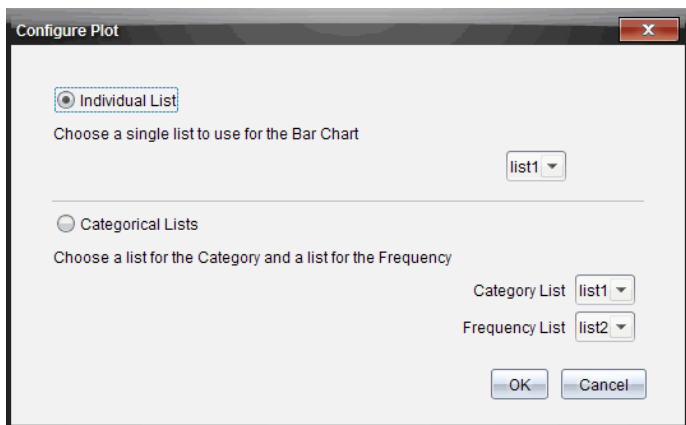 Configure Plot
x
Individual List
Choose a single list to use for the Bar Chart
list1
Categorical Lists
Choose a list for the Category and a list for the Frequency
Category List list1
Frequency List list2
OK Cancel